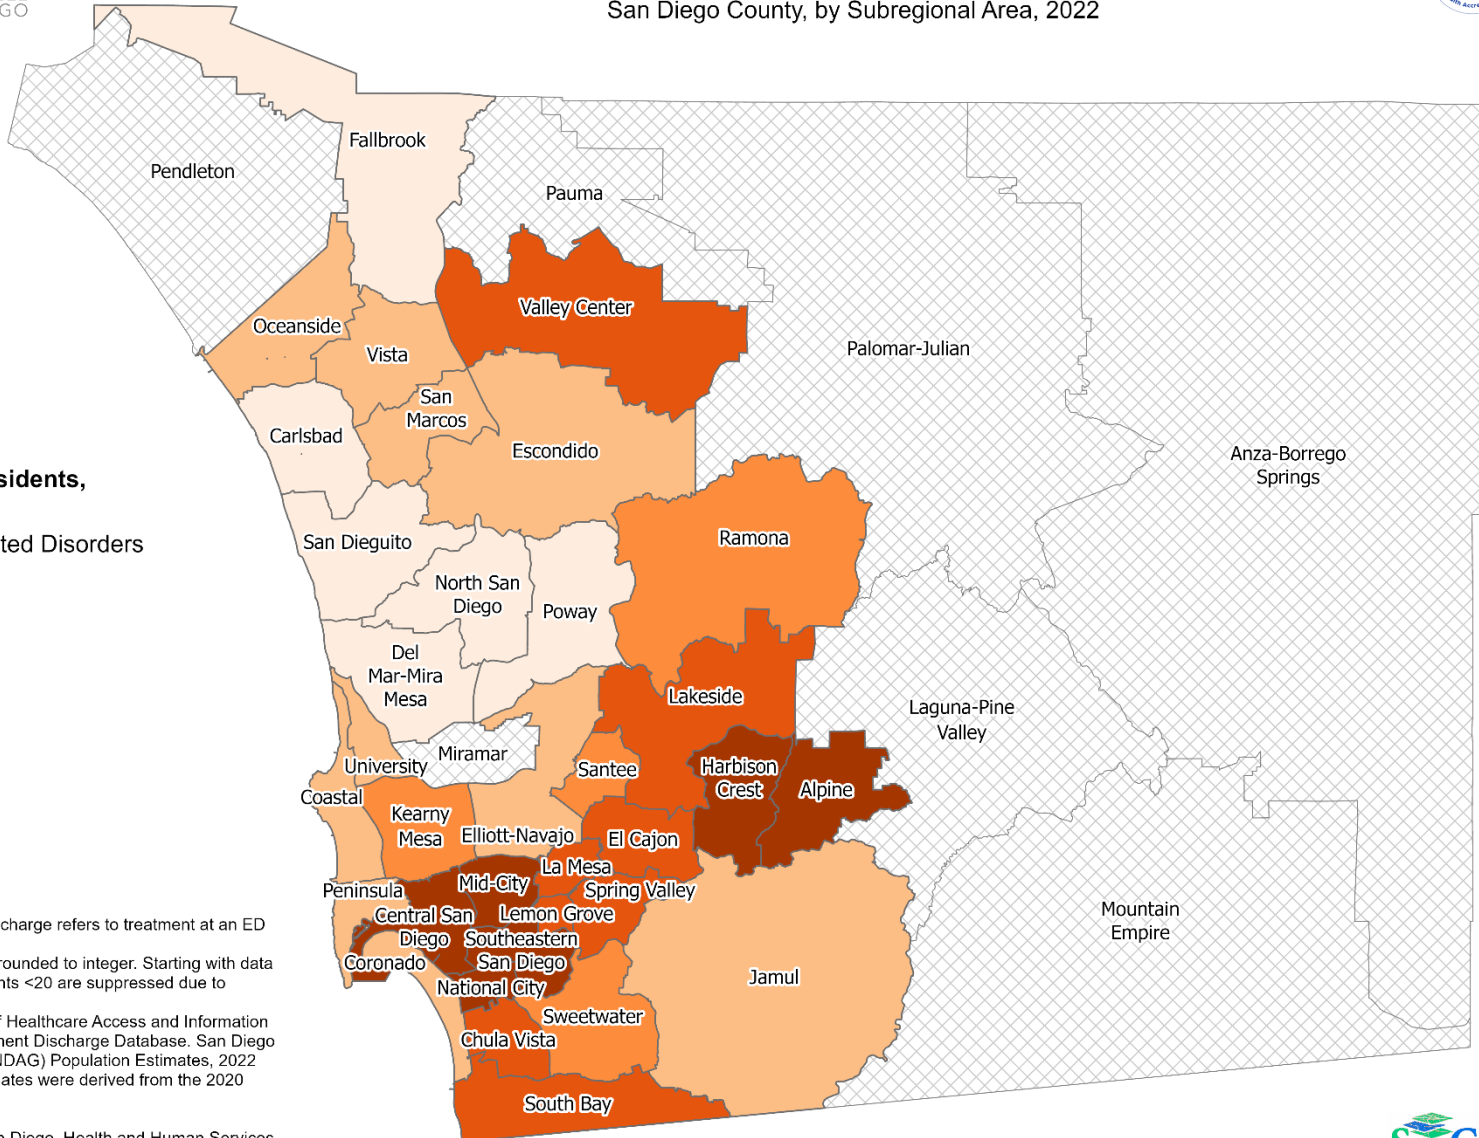 GO
San Diego County, by Subregional Area, 2022
Fallbrook
Pendleton
Pauma
Valley Center
Oceanside
Vista
Palomar-Julian
San
Marcos
Carlsbad
Escondido
Anza-Borrego
Springs
sidents,
San Dieguito
Ramona
ted Disorders
North San
Diego
Poway
Del
Mar-Mira
Mesa
Lakeside
Laguna-Pine
Valley
Miramar
University
Santee
Harbison
Crest
Alpine
Coastal
Kearny
Mesa
Elliott-Navajo
El Cajon
La Mesa
Mid-City
Peninsula
Spring Valley
Central San
Diego
Lemon Grove
charge refers to treatment at an ED
Southeastern
San Diego
Mountain
Empire
Coronado
rounded to integer. Starting with data
nts <20 are suppressed due to
National City
Jamul
Sweetwater
f Healthcare Access and Information
Chula Vista
nent Discharge Database. San Diego
NDAG) Population Estimates, 2022
ates were derived from the 2020
South Bay
n Diego, Health and Human Services